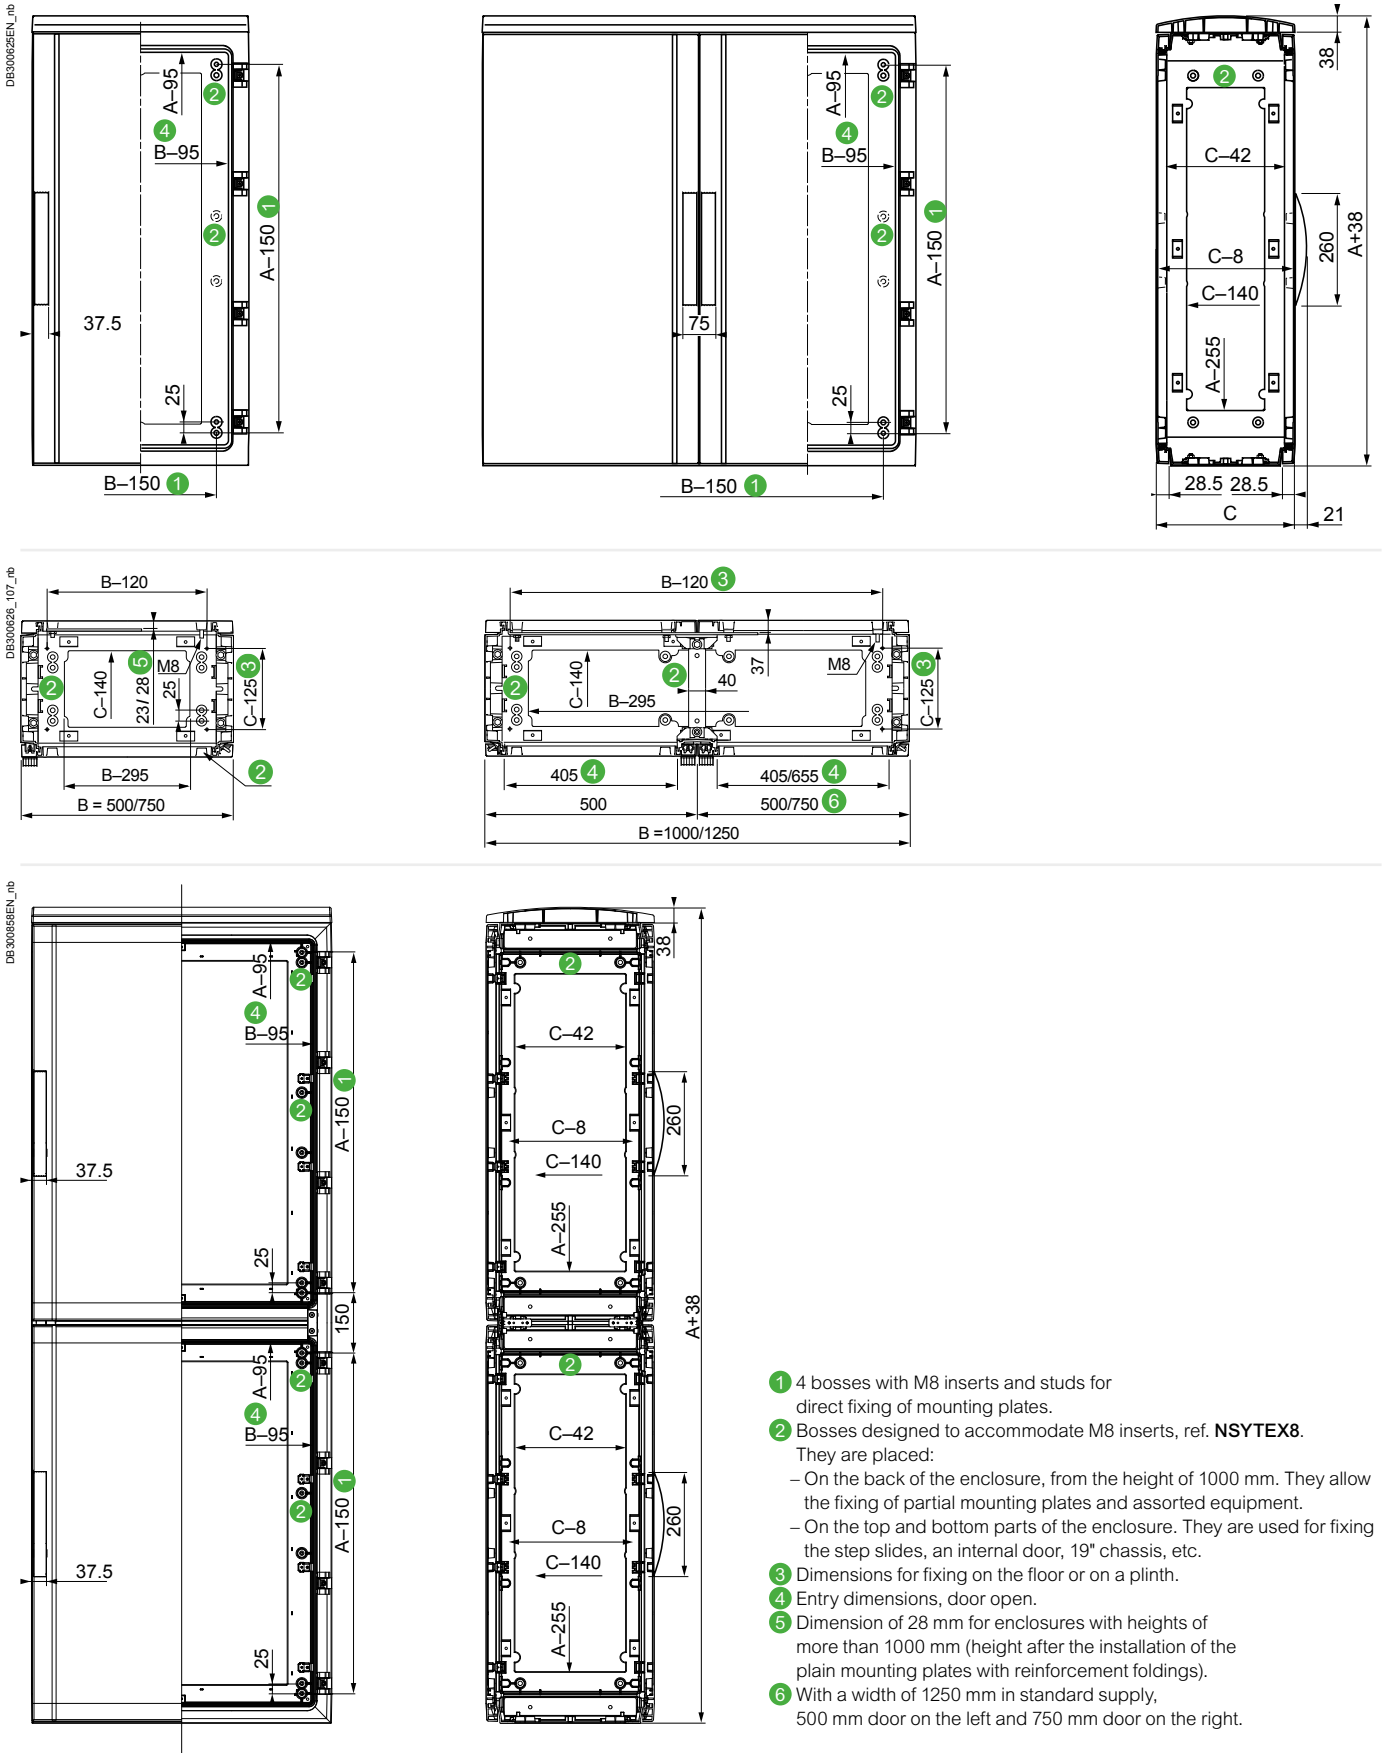 DB300625EN_nb
A–95
2
4
B–95
A–150 1
2
37.5
25
B–150 1
A–95
2
4
B–95
A–150 1
2
75
25
B–150 1
38
2
C–42
C–8
C–140
A–255
260
A+38
28.5 28.5
C
21
DB300626_107_nb
B–120
5
M8
2
C–140
23/ 28
25
C–125 3
B–295
2
B = 500/750
B–120 3
2
C–140
2
37
M8
40
B–295
C–125 3
405 4
405/655 4
500
500/750 6
B =1000/1250
DB300858EN_nb
A–95
2
4
B–95
A–150 1
2
37.5
25
150
A–95
2
4
B–95
A–150 1
2
37.5
25
38
2
C–42
C–8
C–140
A–255
260
A+38
2
C–42
C–8
C–140
A–255
260
1 4 bosses with M8 inserts and studs for
direct fixing of mounting plates.
2 Bosses designed to accommodate M8 inserts, ref. NSYTEX8.
They are placed:
– On the back of the enclosure, from the height of 1000 mm. They allow
the fixing of partial mounting plates and assorted equipment.
– On the top and bottom parts of the enclosure. They are used for fixing
the step slides, an internal door, 19" chassis, etc.
3 Dimensions for fixing on the floor or on a plinth.
4 Entry dimensions, door open.
5 Dimension of 28 mm for enclosures with heights of
more than 1000 mm (height after the installation of the
plain mounting plates with reinforcement foldings).
6 With a width of 1250 mm in standard supply,
500 mm door on the left and 750 mm door on the right.